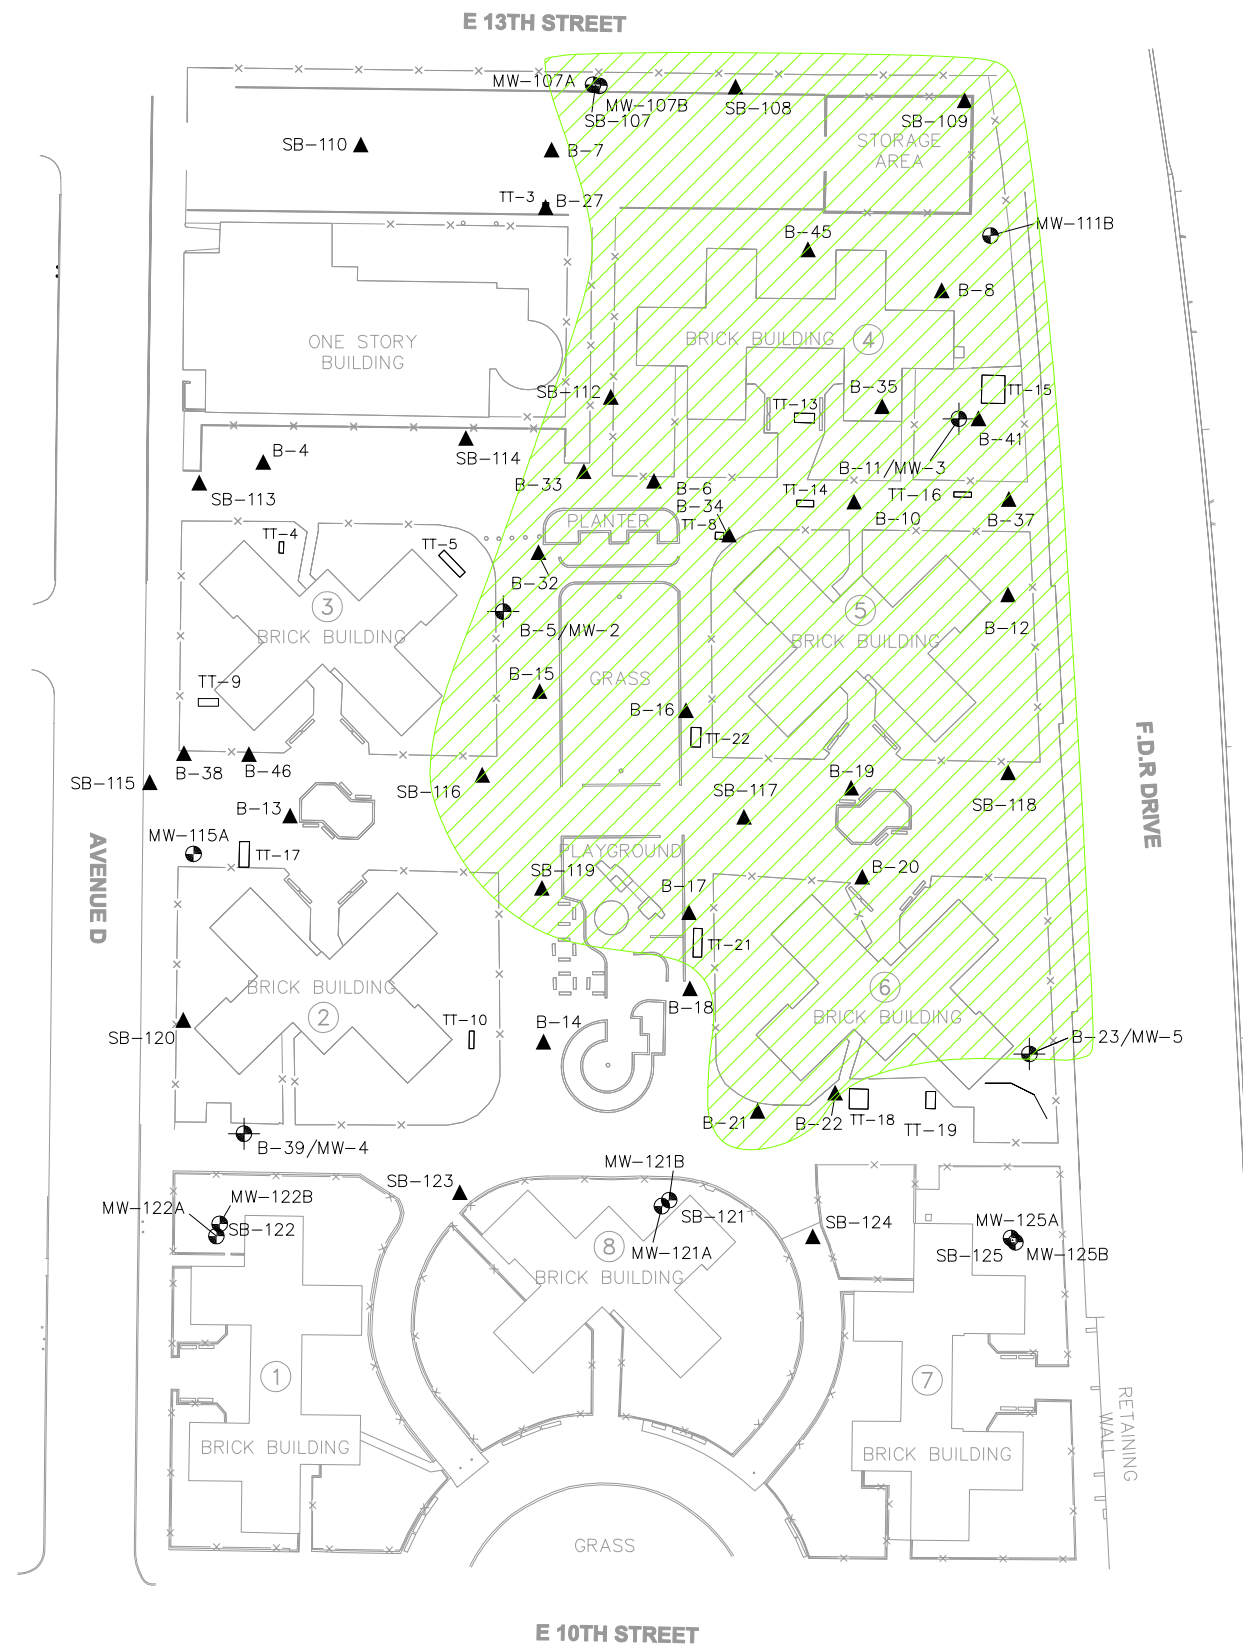 E 13TH STREET
MW-107A
MW-107B
SB-107
SB-108
SB-109
SB-110
B-7
STORAGE
AREA
TT-3
B-27
B-45
MW-111B
B-8
ONE STORY
BUILDING
BRICK BUILDING
4
SB-112
TT-13
B-35
TT-15
B-41
SB-114
B-4
B-11/MW-3
B-33
B-6
SB-113
B-34
TT-14
TT-16
B-10
B-37
PLANTER
TT-8
TT-4
TT-5
B-32
3
BRICK BUILDING
B-5/MW-2
5
BRICK BUILDING
B-12
TT-9
B-15
GRASS
B-16
TT-22
B-38
B-46
SB-115
SB-116
B-19
SB-117
SB-118
F.D.R DRIVE
B-13
MW-115A
TT-17
AVENUE D
PLAYGROUND
SB-119
B-17
B-20
TT-21
BRICK BUILDING
2
B-18
6
BRICK BUILDING
SB-120
TT-10
B-14
B-23/MW-5
B-21
B-22
TT-18
TT-19
B-39/MW-4
MW-121B
SB-123
MW-122B
MW-122A
SB-122
SB-121
MW-121A
SB-124
MW-125A
SB-125
MW-125B
8
BRICK BUILDING
1
7
RETAINING
WALL
BRICK BUILDING
BRICK BUILDING
GRASS
E 10TH STREET